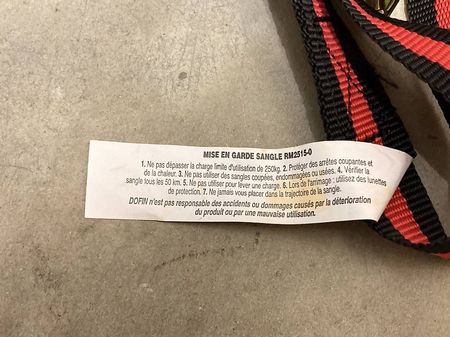 MISE EN GARDE SANGLE RM2515-0
1. Ne pas dépasser la charge limite d'utilisation de 250kg. 2. Protéger des arrêtes coupantes et
de la chaleur. 3. Ne pas utiliser des sangles coupées, endommagées ou usées. 4. Vérifier la
sangle tous les 50 km. 5. Ne pas utiliser pour lever une charge. 6. Lors de l'arrimage : utilisez des lunettes
de protection. 7. Ne jamais vous placer dans la trajectoire de la sangle.
DOFIN n'est pas responsable des accidents ou dommages causés par la détérioration
du produit ou par une mauvaise utilisation.